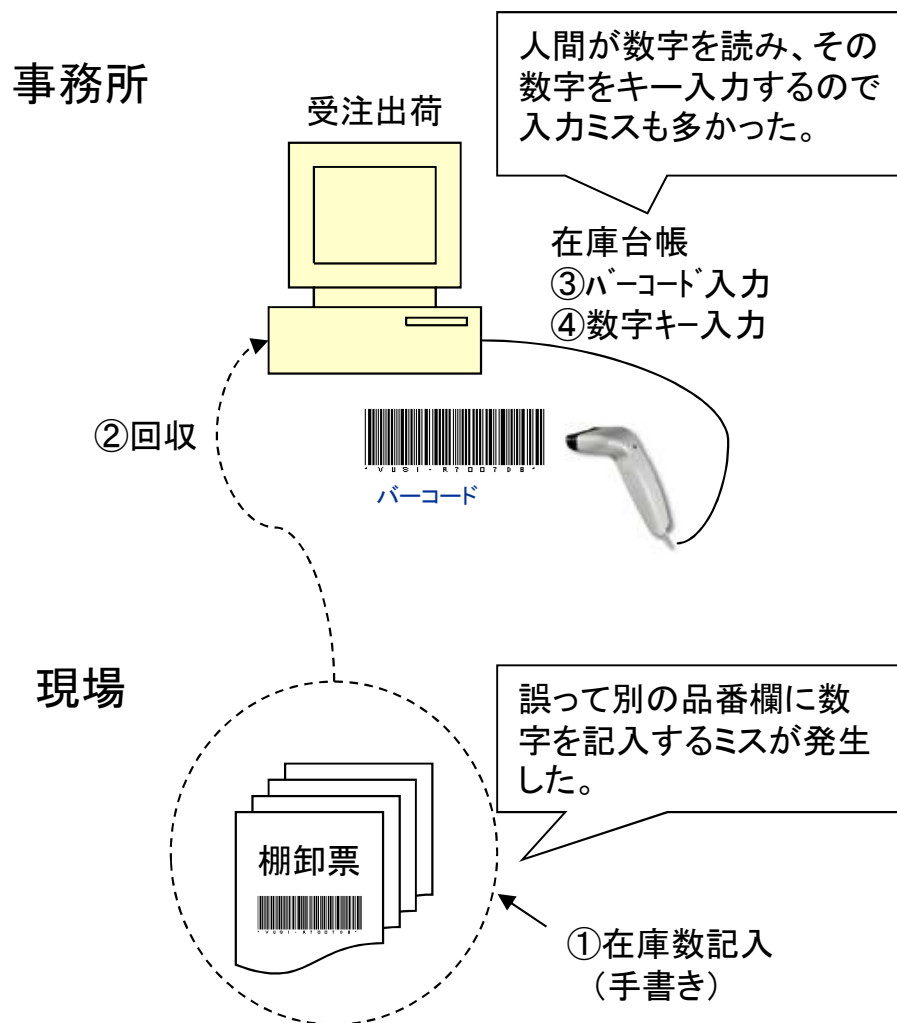 事務所
受注出荷
人間が数字を読み、その
数字をキー入力するので
入力ミスも多かった。
在庫台帳
③バーコード入力
④数字キー入力
②回収
バーコード
現場
誤って別の品番欄に数
字を記入するミスが発生
した。
棚卸票
①在庫数記入
(手書き)